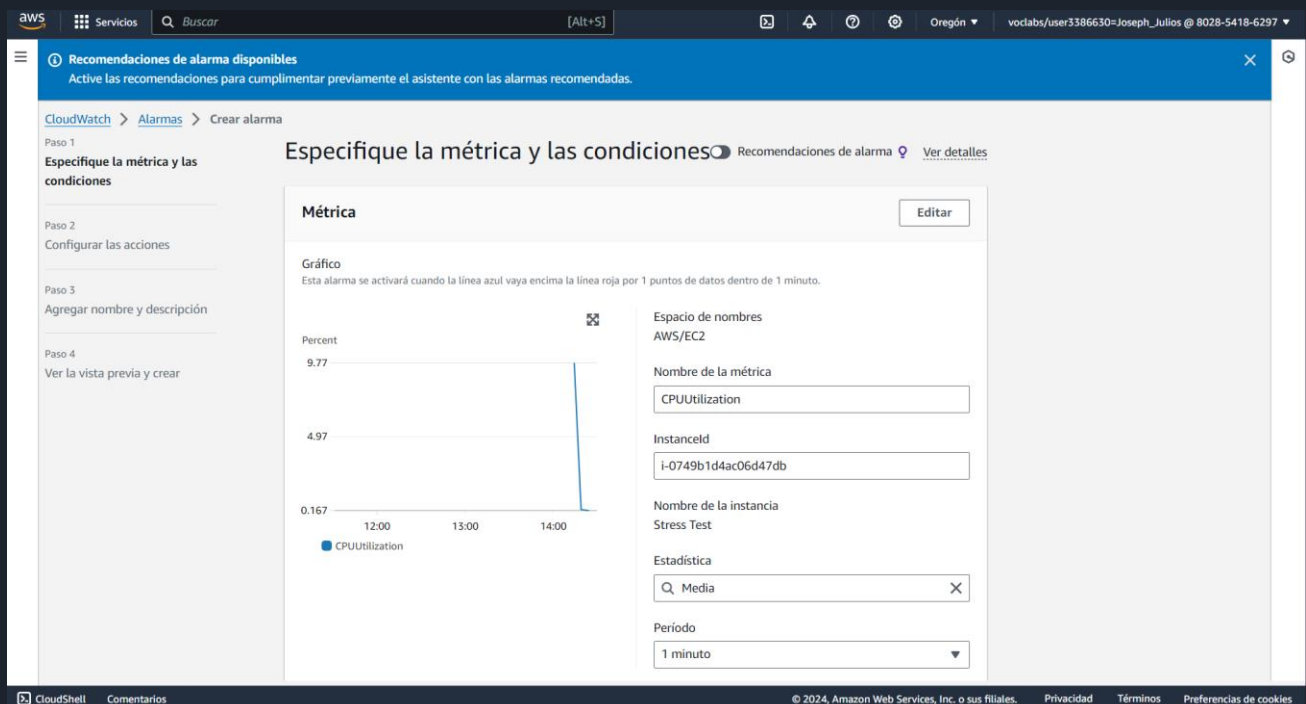 aws
Servicios
Buscar
[Alt+S]
Oregón
voclabs/user3386630=Joseph_Julios @ 8028-5418-6297
Recomendaciones de alarma disponibles
Active las recomendaciones para cumplimentar previamente el asistente con las alarmas recomendadas.
CloudWatch > Alarmas > Crear alarma
Paso 1
Especifique la métrica y las
condiciones
Paso 2
Configurar las acciones
Paso 3
Agregar nombre y descripción
Paso 4
Ver la vista previa y crear
Especifique la métrica y las condiciones
Recomendaciones de alarma
Ver detalles
Métrica
Editar
Gráfico
Esta alarma se activará cuando la línea azul vaya encima la línea roja por 1 puntos de datos dentro de 1 minuto.
Percent
9.77
4.97
0.167
12:00
13:00
14:00
CPUUtilization
Espacio de nombres
AWS/EC2
Nombre de la métrica
CPUUtilization
InstanceId
i-0749b1d4ac06d47db
Nombre de la instancia
Stress Test
Estadística
Media
Período
1 minuto
CloudShell
Comentarios
© 2024, Amazon Web Services, Inc. o sus filiales.
Privacidad
Términos
Preferencias de cookies